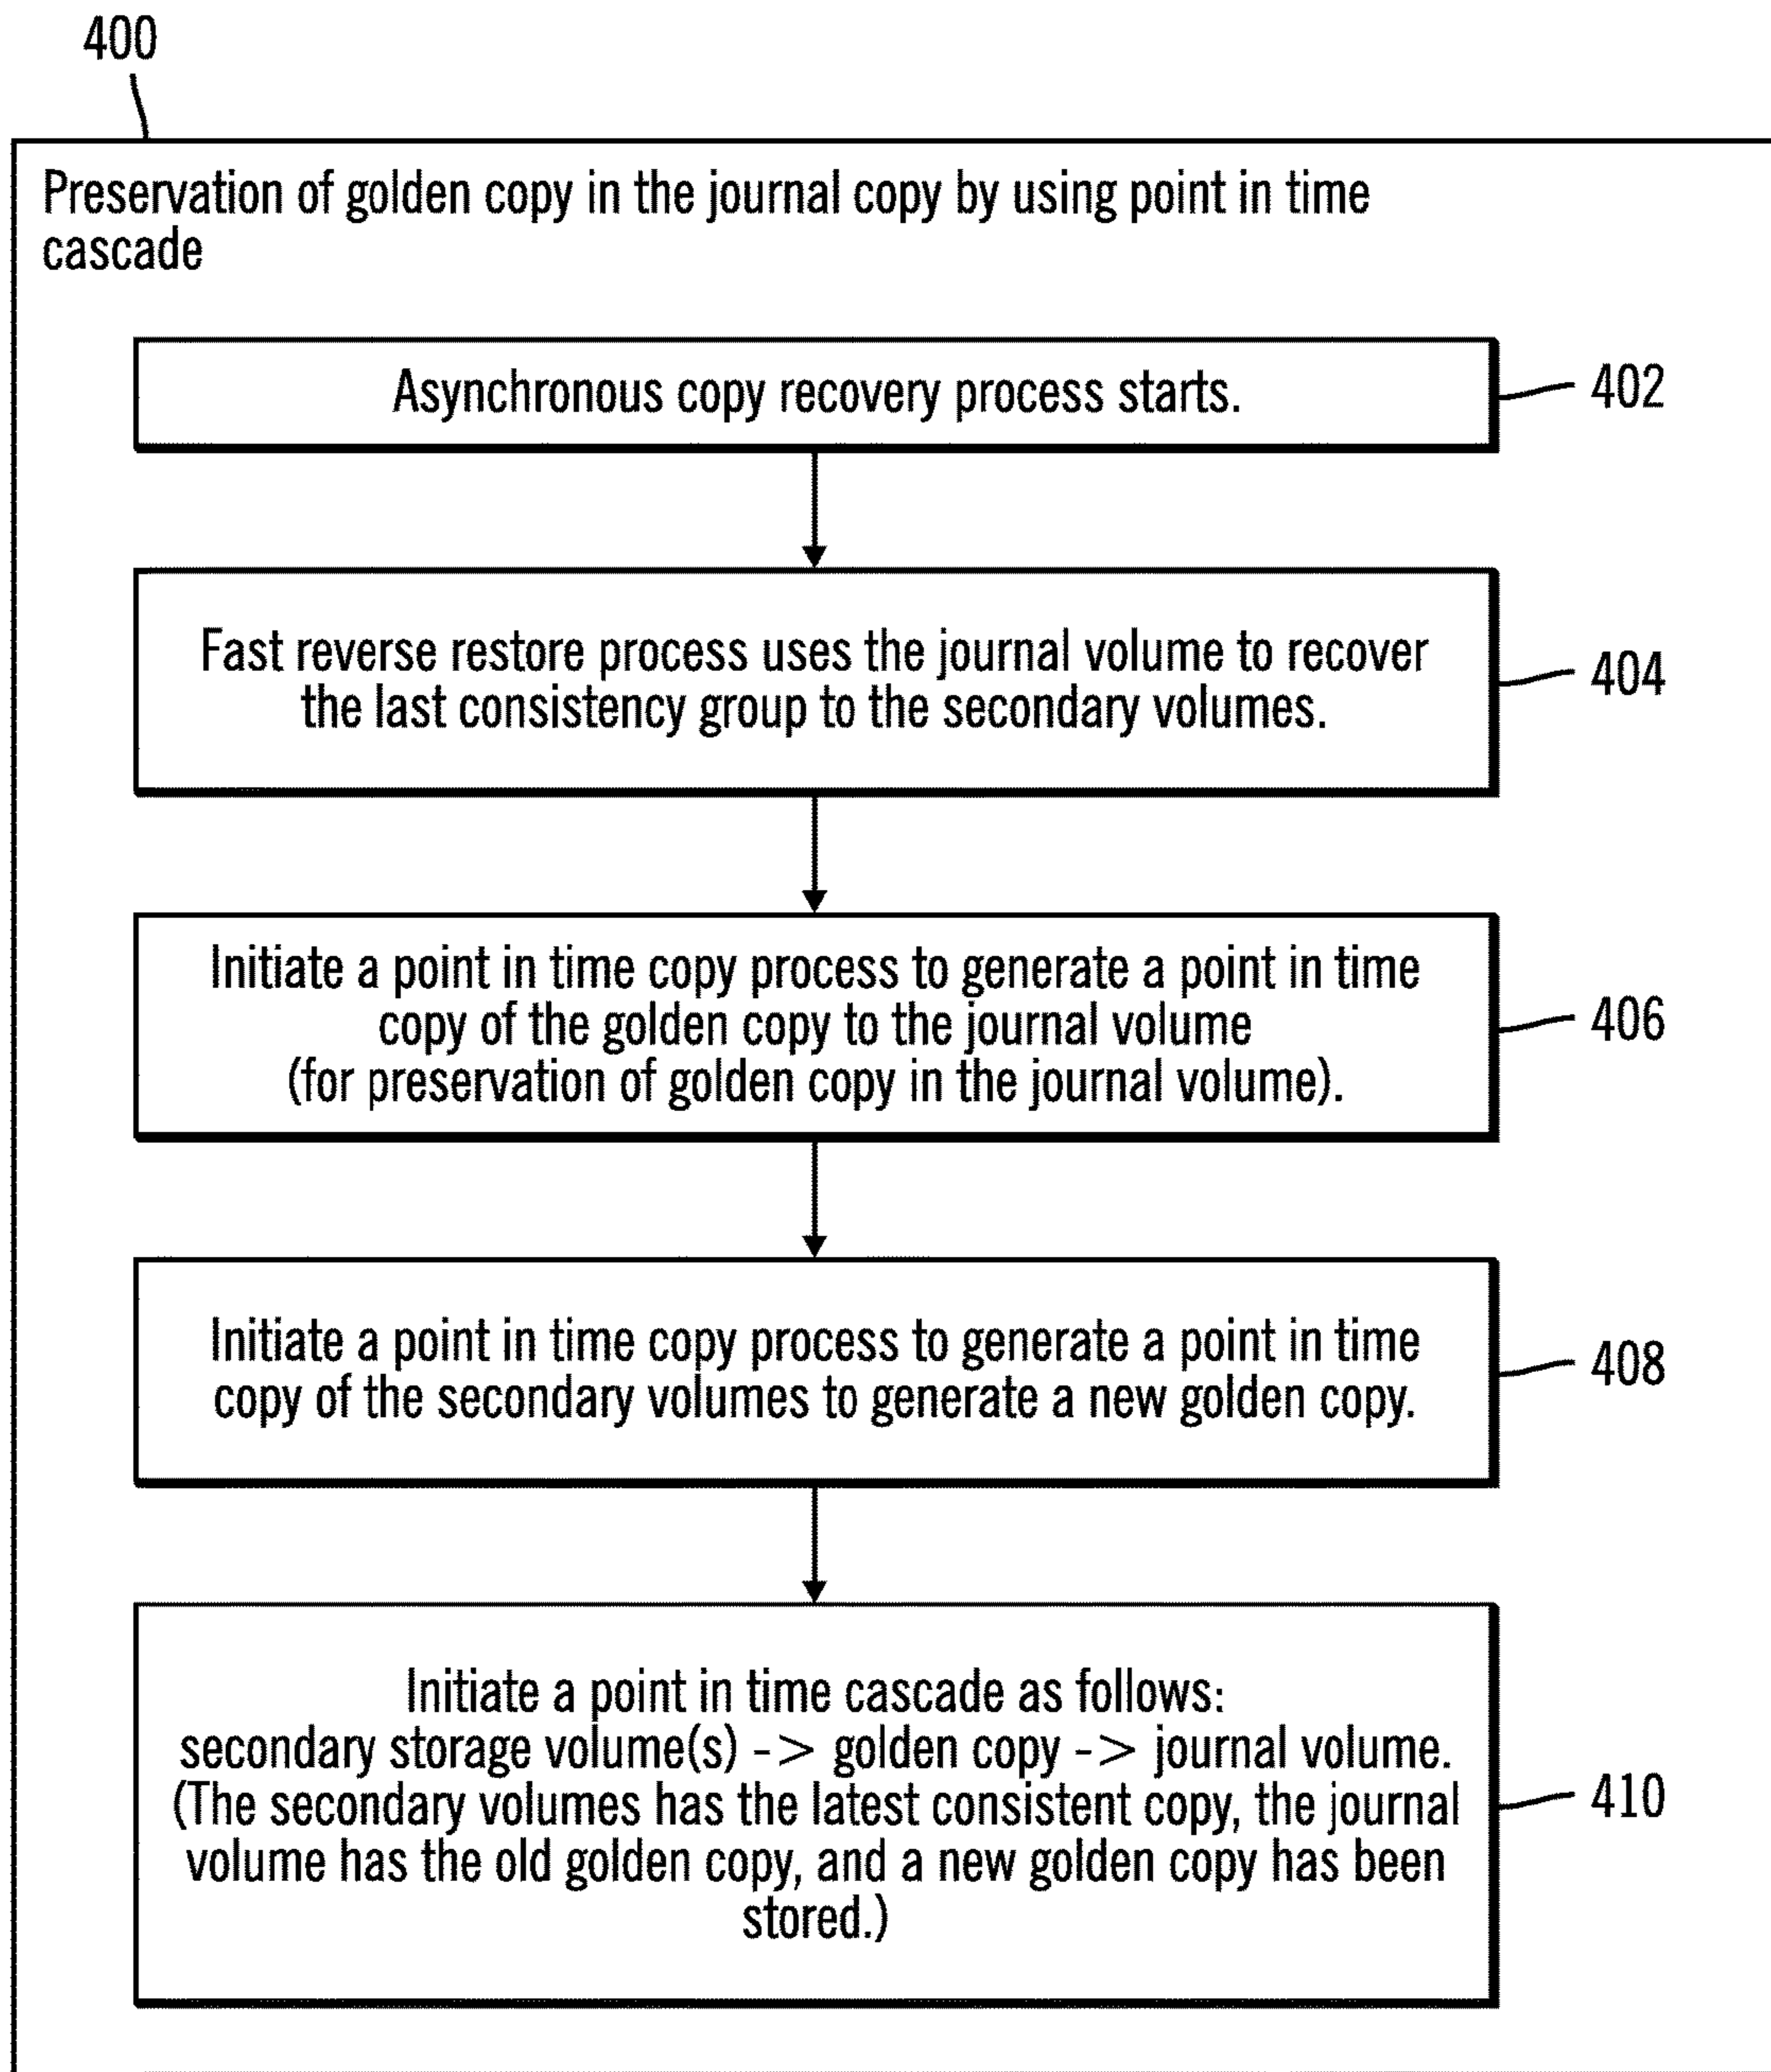 400
Preservation of golden copy in the journal copy by using point in time
cascade
Asynchronous copy recovery process starts.
402
Fast reverse restore process uses the journal volume to recover
the last consistency group to the secondary volumes.
404
Initiate a point in time copy process to generate a point in time
copy of the golden copy to the journal volume
(for preservation of golden copy in the journal volume).
406
Initiate a point in time copy process to generate a point in time
copy of the secondary volumes to generate a new golden copy.
408
Initiate a point in time cascade as follows:
secondary storage volume(s) -> golden copy -> journal volume.
(The secondary volumes has the latest consistent copy, the journal
volume has the old golden copy, and a new golden copy has been
stored.)
410